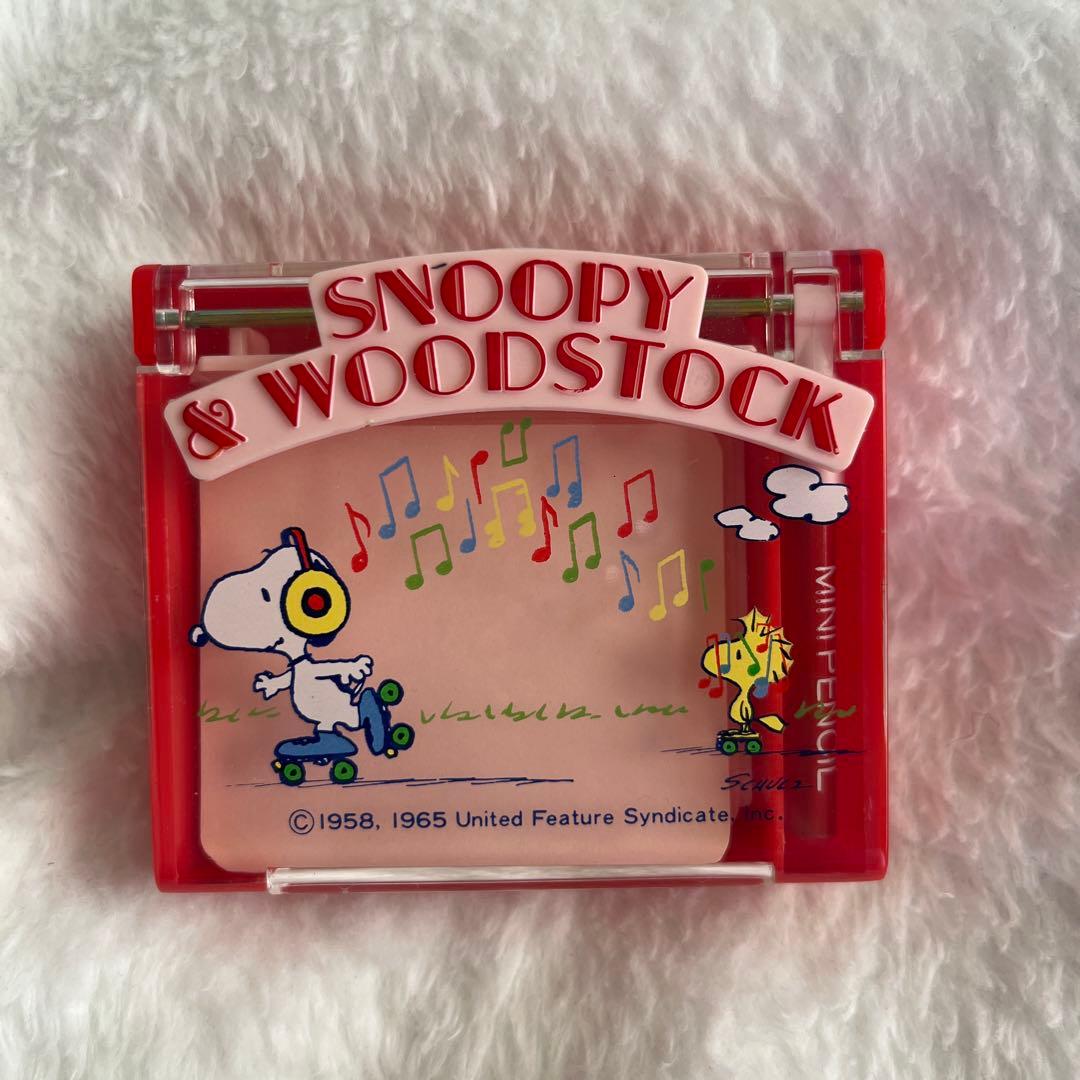 SNOOPY
& WOODSTOCK
MINI PENCIL
SCHULZ
©1958, 1965 United Feature Syndicate, Inc.